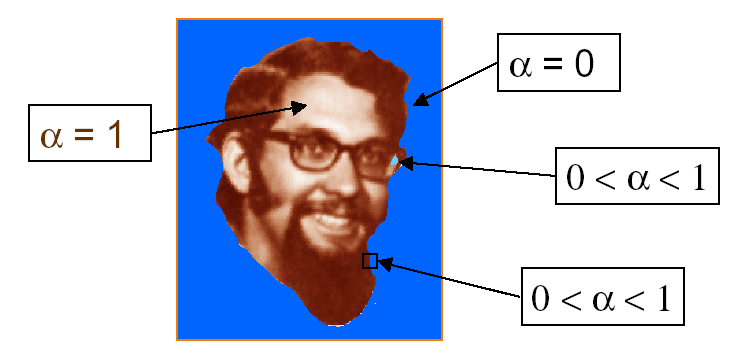 α = 0
α = 1
0 < α < 1
0 < α < 1